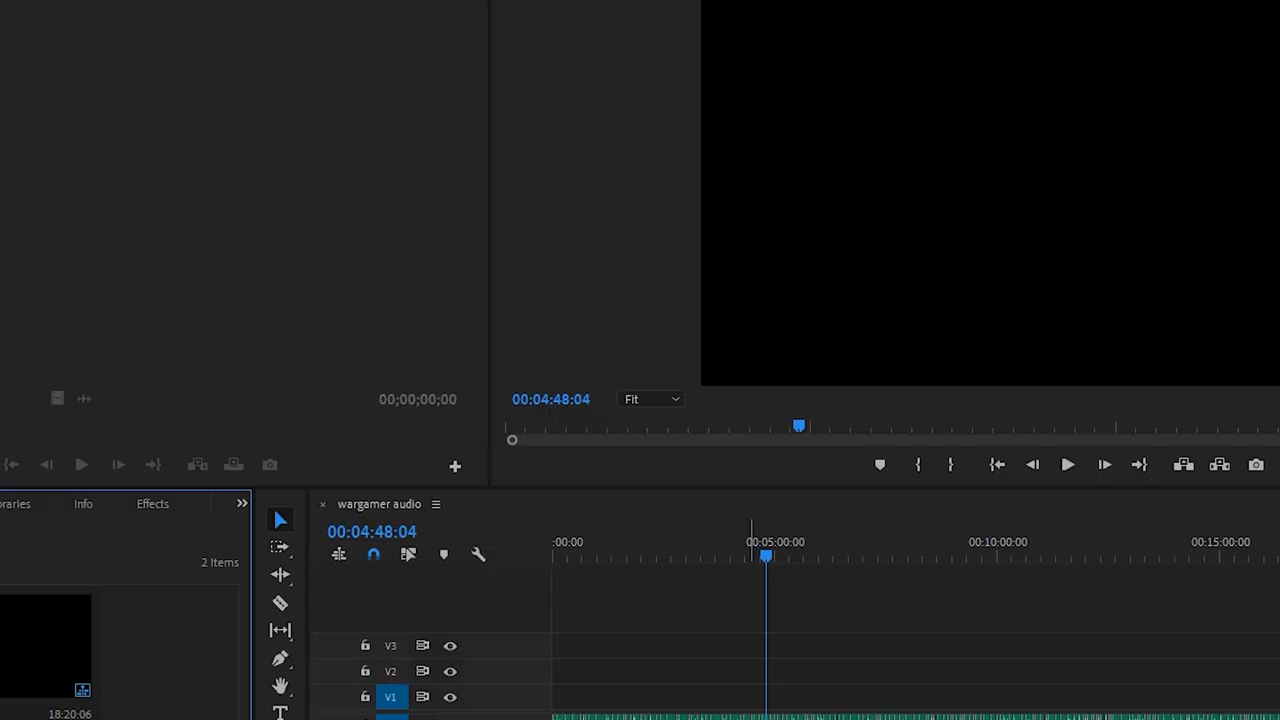 00;00;00;00
00:04:48:04
Fit
raries
Info
Effects
2 Items
18:20:06
× wargamer audio
00:04:48:04
:00:00
00:05:00:00
00:10:00:00
00:15:00:00
V3
V2
V1